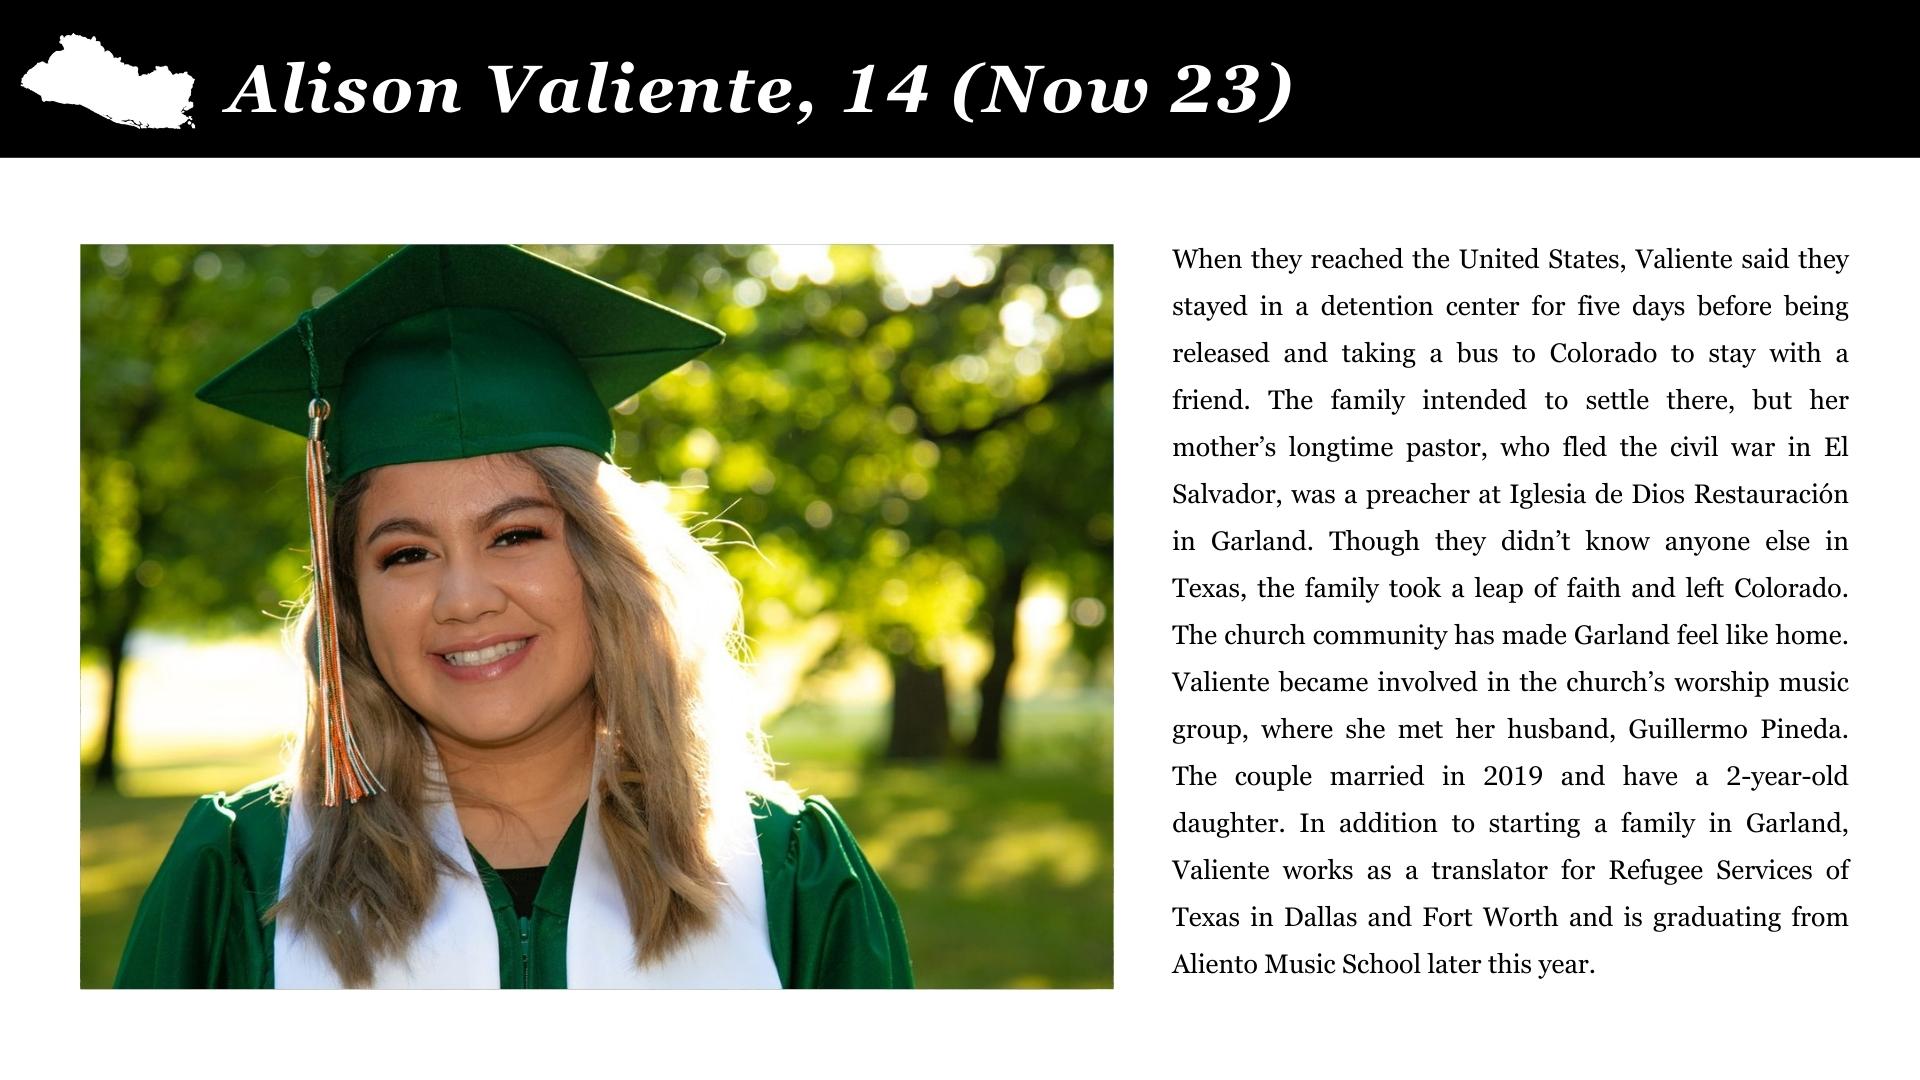 Alison Valiente, 14 (Now 23)
When they reached the United States, Valiente said they
stayed in a detention center for five days before being
released and taking a bus to Colorado to stay with a
friend. The family intended to settle there, but her
mother’s longtime pastor, who fled the civil war in El
Salvador, was a preacher at Iglesia de Dios Restauración
in Garland. Though they didn’t know anyone else in
Texas, the family took a leap of faith and left Colorado.
The church community has made Garland feel like home.
Valiente became involved in the church’s worship music
group, where she met her husband, Guillermo Pineda.
The couple married in 2019 and have a 2-year-old
daughter. In addition to starting a family in Garland,
Valiente works as a translator for Refugee Services of
Texas in Dallas and Fort Worth and is graduating from
Aliento Music School later this year.